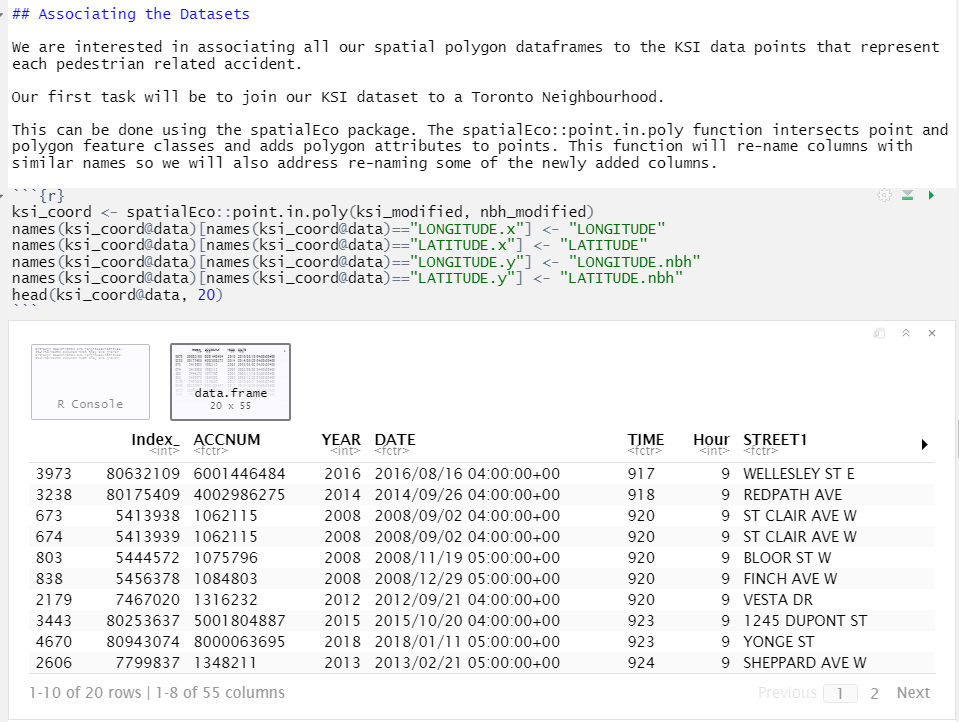 ## Associating the Datasets
We are interested in associating all our spatial polygon dataframes to the KSI data points that represent
each pedestrian related accident.
Our first task will be to join our KSI dataset to a Toronto Neighbourhood.
This can be done using the spatialEco package. The spatialEco::point.in.poly function intersects point and
polygon feature classes and adds polygon attributes to points. This function will re-name columns with
similar names so we will also address re-naming some of the newly added columns.
```{r}
ksi_coord <- spatialEco::point.in.poly(ksi_modified, nbh_modified)
names(ksi_coord@data)[names(ksi_coord@data)=="LONGITUDE.x"] <- "LONGITUDE"
names(ksi_coord@data)[names(ksi_coord@data)=="LATITUDE.x"] <- "LATITUDE"
names(ksi_coord@data)[names(ksi_coord@data)=="LONGITUDE.y"] <- "LONGITUDE.nbh"
names(ksi_coord@data)[names(ksi_coord@data)=="LATITUDE.y"] <- "LATITUDE.nbh"
head(ksi_coord@data, 20)
```
R Console
data.frame
20 x 55
Index_ ACCNUM YEAR DATE TIME Hour STREET1
<int> <fctr> <int> <fctr> <fctr> <int> <fctr>
3973 80632109 6001446484 2016 2016/08/16 04:00:00+00 917 9 WELLESLEY ST E
3238 80175409 4002986275 2014 2014/09/26 04:00:00+00 918 9 REDPATH AVE
673 5413938 1062115 2008 2008/09/02 04:00:00+00 920 9 ST CLAIR AVE W
674 5413939 1062115 2008 2008/09/02 04:00:00+00 920 9 ST CLAIR AVE W
803 5444572 1075796 2008 2008/11/19 05:00:00+00 920 9 BLOOR ST W
838 5456378 1084803 2008 2008/12/29 05:00:00+00 920 9 FINCH AVE W
2179 7467020 1316232 2012 2012/09/21 04:00:00+00 920 9 VESTA DR
3443 80253637 5001804887 2015 2015/10/20 04:00:00+00 923 9 1245 DUPONT ST
4670 80943074 8000063695 2018 2018/01/11 05:00:00+00 923 9 YONGE ST
2606 7799837 1348211 2013 2013/02/21 05:00:00+00 924 9 SHEPPARD AVE W
1-10 of 20 rows | 1-8 of 55 columns
Previous 1 2 Next